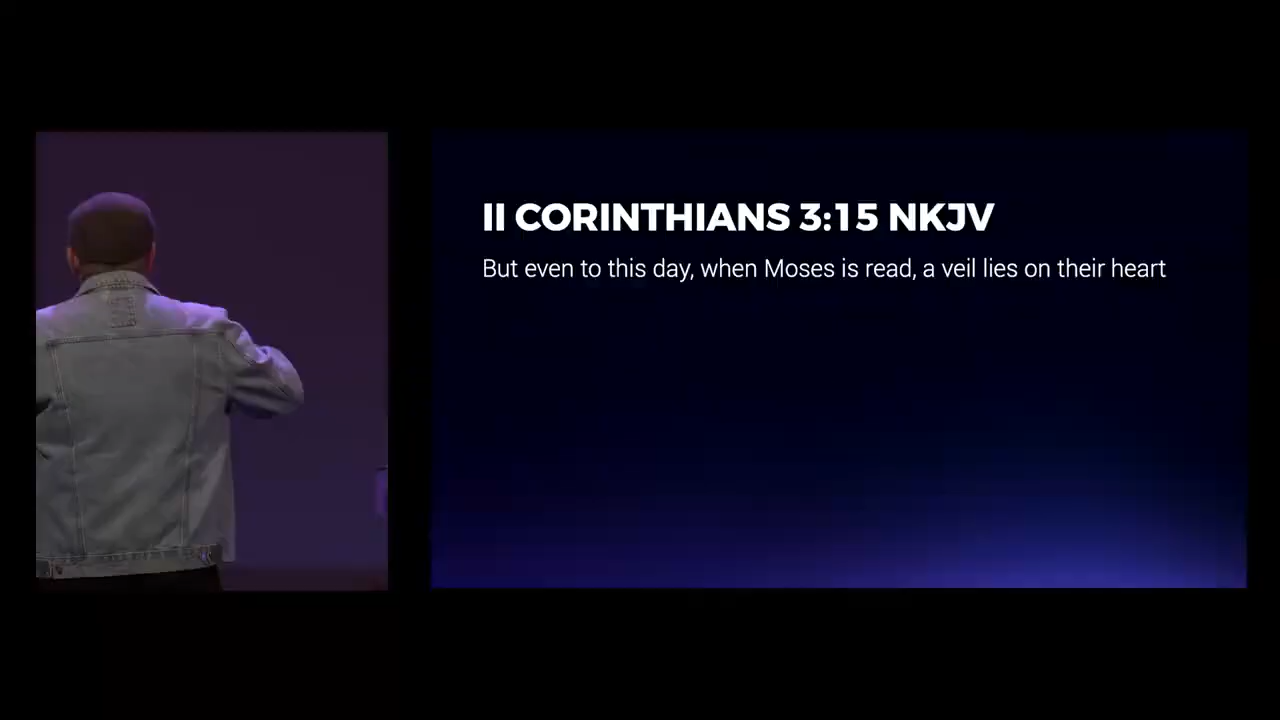 II CORINTHIANS 3:15 NKJV
But even to this day, when Moses is read, a veil lies on their heart